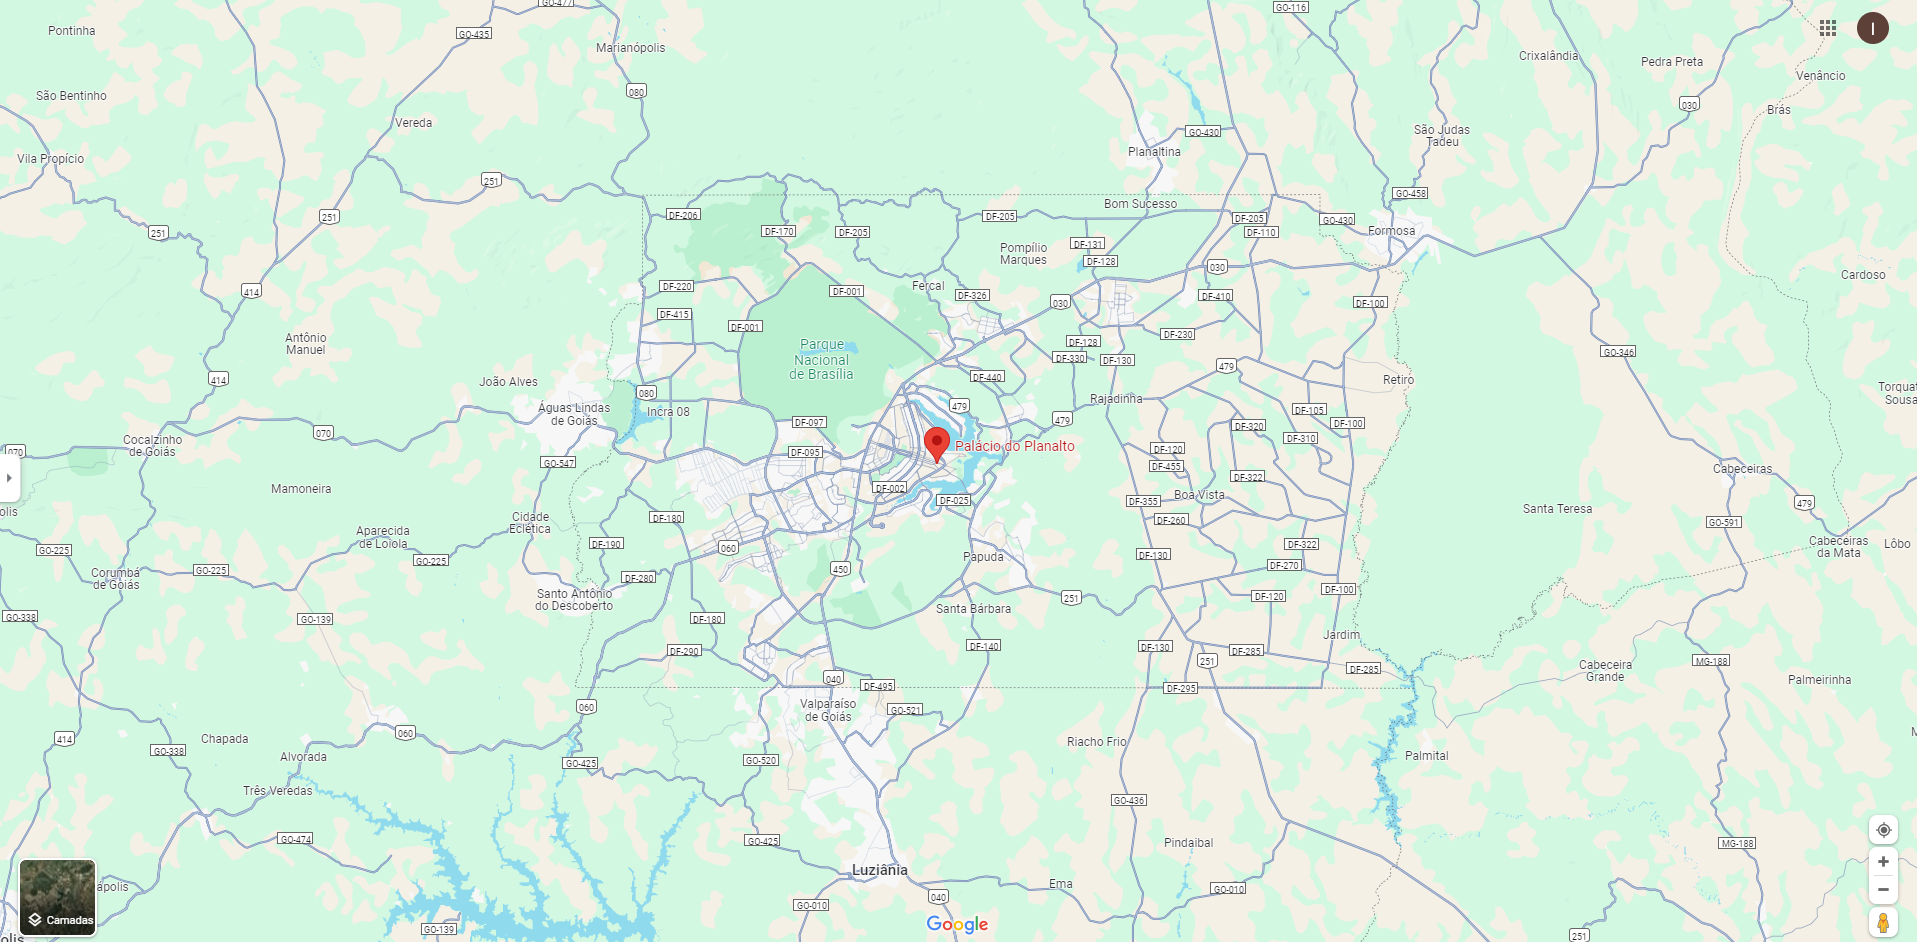 GO-477
GO-116
Pontinha
GO-435
Marianópolis
Crixalândia
Pedra Preta
Venâncio
I
São Bentinho
080
030
Brás
Vereda
GO-430
São Judas
Tadeu
Vila Propício
Planaltina
251
GO-458
Bom Sucesso
251
DF-206
DF-205
DF-205
GO-430
251
DF-170
DF-205
DF-110
Formosa
Pompílio
Marques
DF-131
DF-128
030
Cardoso
414
DF-220
DF-001
Fercal
DF-326
030
DF-410
DF-100
DF-415
DF-001
Antônio
Manuel
Parque
Nacional
de Brasília
DF-128
DF-230
DF-330
DF-130
GO-346
479
414
João Alves
DF-440
Retiro
Torquat
Sousa
080
Rajadinha
Águas Lindas
de Goiás
Incra 08
479
479
DF-105
DF-097
DF-320
DF-100
070
Cocalzinho
de Goiás
070
DF-310
Palácio do Planalto
DF-095
DF-120
GO-547
DF-455
Cabeceiras
DF-322
Mamoneira
DF-002
DF-025
DF-355
Boa Vista
479
olis
Santa Teresa
Cidade
Eclética
DF-180
DF-260
GO-591
Aparecida
de Loiola
DF-190
060
DF-322
Cabeceiras
da Mata
Lôbo
GO-225
GO-225
Papuda
DF-130
Corumbá
de Goiás
GO-225
450
DF-270
DF-280
Santo Antônio
do Descoberto
251
DF-120
DF-100
GO-338
GO-139
DF-180
Santa Bárbara
Jardim
DF-290
DF-140
DF-130
DF-285
251
DF-285
MG-188
Cabeceira
Grande
040
DF-495
DF-295
Palmeirinha
060
Valparaíso
de Goiás
GO-521
414
Chapada
060
Riacho Frio
GO-338
Alvorada
GO-425
GO-520
Palmital
Três Veredas
GO-436
GO-474
GO-425
Pindaibal
MG-188
Luziânia
ápolis
Ema
GO-010
040
GO-010
Camadas
GO-139
Google
251
olis